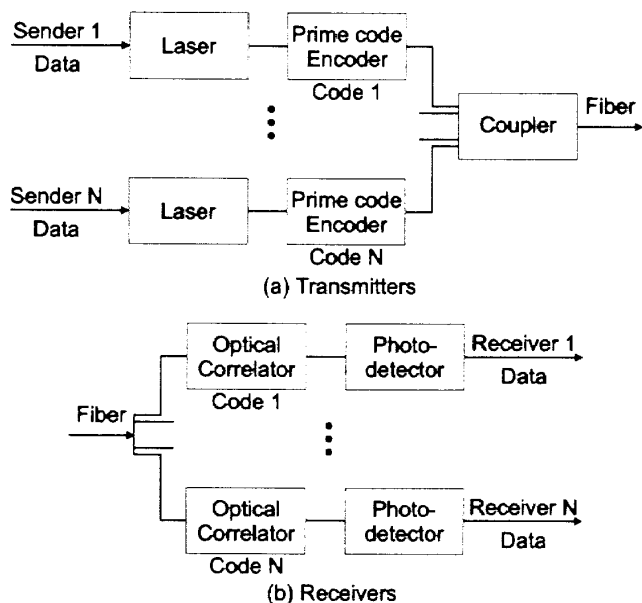 Sender 1
Data
Laser
Prime code
Encoder
Code 1
Coupler
Fiber
Sender N
Data
Laser
Prime code
Encoder
Code N
(a) Transmitters
Optical
Correlator
Code 1
Photo-
detector
Receiver 1
Data
Fiber
Optical
Correlator
Code N
Photo-
detector
Receiver N
Data
(b) Receivers